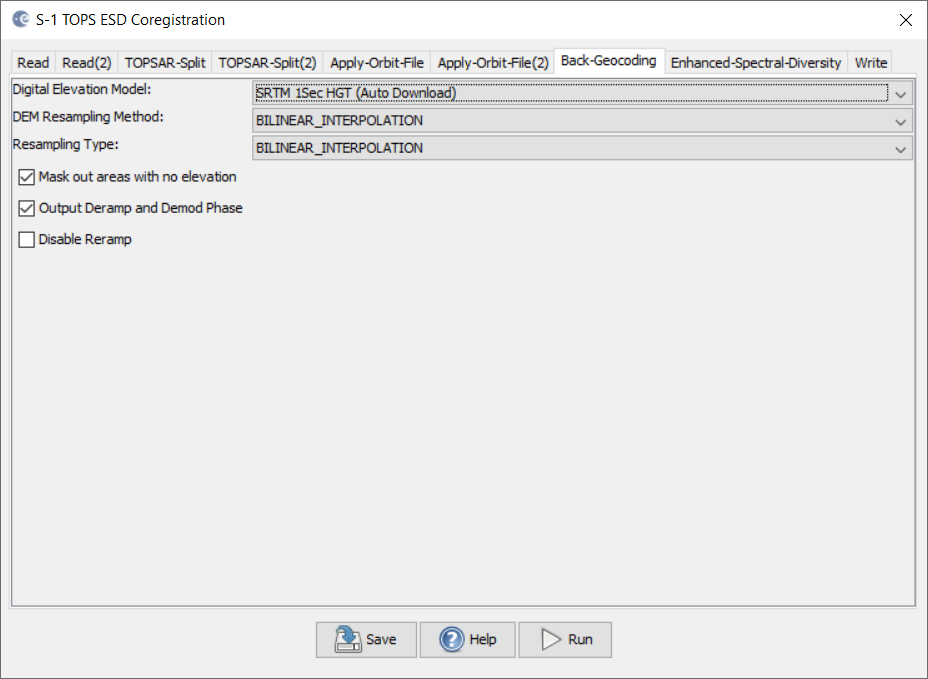 S-1 TOPS ESD Coregistration
Read Read(2) TOPSAR-Split TOPSAR-Split(2) Apply-Orbit-File Apply-Orbit-File(2) Back-Geocoding Enhanced-Spectral-Diversity Write
Digital Elevation Model: SRTM 1Sec HGT (Auto Download)
DEM Resampling Method: BILINEAR_INTERPOLATION
Resampling Type: BILINEAR_INTERPOLATION
Mask out areas with no elevation
Output Deramp and Demod Phase
Disable Reramp
Save Help Run